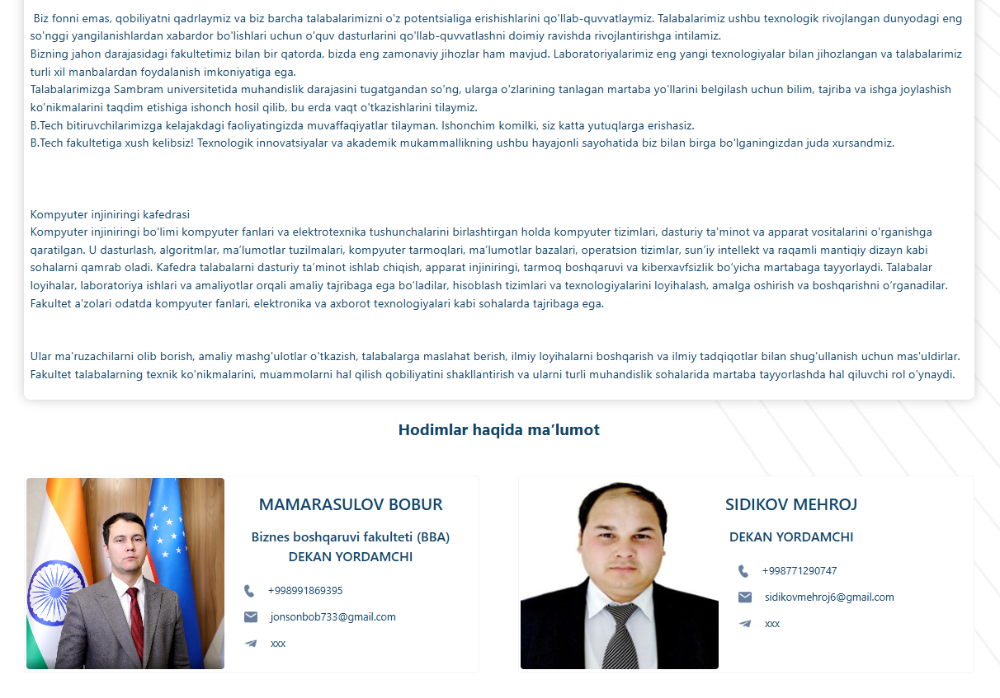 Biz fonni emas, qobiliyatni qadrlaymiz va biz barcha talabalarimizni o'z potentsialiga erishishlarini qo'llab-quvvatlaymiz. Talabalarimiz ushbu texnologik rivojlangan dunyodagi eng
so'nggi yangilanishlardan xabardor bo'lishlari uchun o'quv dasturlarini qo'llab-quvvatlashni doimiy ravishda rivojlantirishga intilamiz.
Bizning jahon darajasidagi fakultetimiz bilan bir qatorda, bizda eng zamonaviy jihozlar ham mavjud. Laboratoriyalarimiz eng yangi texnologiyalar bilan jihozlangan va talabalarimiz
turli xil manbalardan foydalanish imkoniyatiga ega.
Talabalarimizga Sambram universitetida muhandislik darajasini tugatgandan so'ng, ularga o'zlarining tanlagan martaba yo'llarini belgilash uchun bilim, tajriba va ishga joylashish
ko'nikmalarini taqdim etishiga ishonch hosil qilib, bu erda vaqt o'tkazishlarini tilaymiz.
B.Tech bitiruvchilarimizga kelajakdagi faoliyatingizda muvaffaqiyatlar tilayman. Ishonchim komilki, siz katta yutuqlarga erishasiz.
B.Tech fakultetiga xush kelibsiz! Texnologik innovatsiyalar va akademik mukammallikning ushbu hayajonli sayohatida biz bilan birga bo'lganingizdan juda xursandmiz.
Kompyuter injiniringi kafedrasi
Kompyuter injiniringi bo'limi kompyuter fanlari va elektrotexnika tushunchalarini birlashtirgan holda kompyuter tizimlari, dasturiy ta'minot va apparat vositalarini o'rganishga
qaratilgan. U dasturlash, algoritmlar, ma’lumotlar tuzilmalari, kompyuter tarmoqlari, ma’lumotlar bazalari, operatsion tizimlar, sun’iy intellekt va raqamli mantiqiy dizayn kabi
sohalarni qamrab oladi. Kafedra talabalarni dasturiy ta’minot ishlab chiqish, apparat injiniringi, tarmoq boshqaruvi va kiberxavfsizlik bo‘yicha martabaga tayyorlaydi. Talabalar
loyihalar, laboratoriya ishlari va amaliyotlar orqali amaliy tajribaga ega bo‘ladilar, hisoblash tizimlari va texnologiyalarini loyihalash, amalga oshirish va boshqarishni o‘rganadilar.
Fakultet a'zolari odatda kompyuter fanlari, elektronika va axborot texnologiyalari kabi sohalarda tajribaga ega.
Ular ma'ruzachilarni olib borish, amaliy mashg'ulotlar o'tkazish, talabalarga maslahat berish, ilmiy loyihalarni boshqarish va ilmiy tadqiqotlar bilan shug'ullanish uchun mas'uldirlar.
Fakultet talabalarning texnik ko'nikmalarini, muammolarni hal qilish qobiliyatini shakllantirish va ularni turli muhandislik sohalarida martaba tayyorlashda hal qiluvchi rol o'ynaydi.
Hodimlar haqida ma’lumot
MAMARASULOV BOBUR
Biznes boshqaruvi fakulteti (BBA)
DEKAN YORDAMCHI
+998991869395
jonsonbob733@gmail.com
xxx
SIDIKOV MEHROJ
DEKAN YORDAMCHI
+998771290747
sidikovmehroj6@gmail.com
xxx